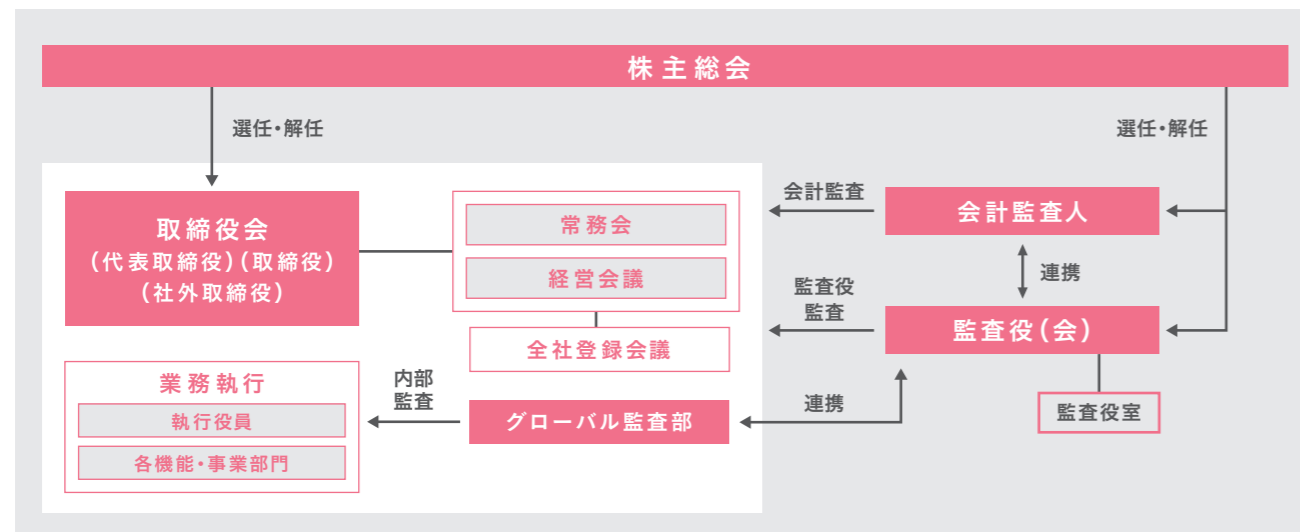 株主総会
選任・解任
選任・解任
取締役会
(代表取締役)(取締役)
(社外取締役)
常務会
経営会議
全社登録会議
会計監査
会計監査人
連携
監査役
監査
監査役(会)
監査役室
業務執行
執行役員
各機能・事業部門
内部
監査
グローバル監査部
連携